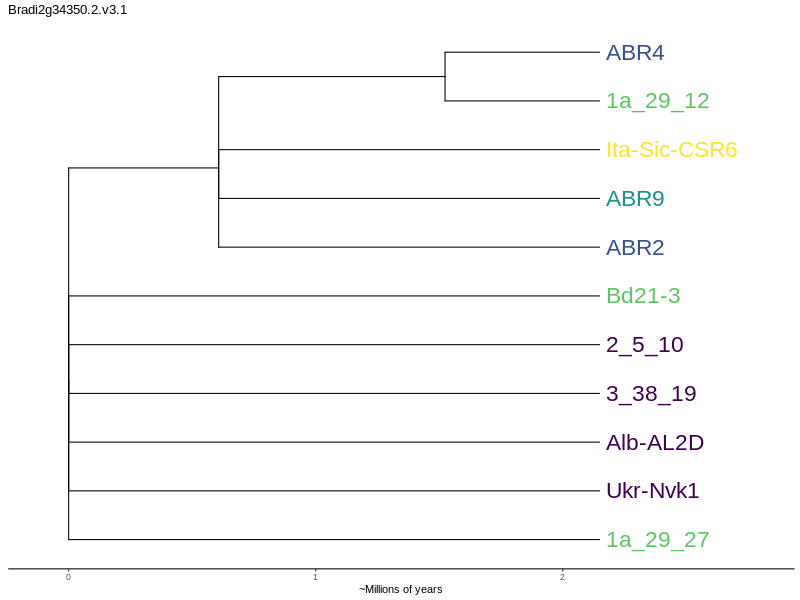 Bradi2g34350.2.v3.1
ABR4
1a_29_12
Ita-Sic-CSR6
ABR9
ABR2
Bd21-3
2_5_10
3_38_19
Alb-AL2D
Ukr-Nvk1
1a_29_27
0 1 2
~Millions of years